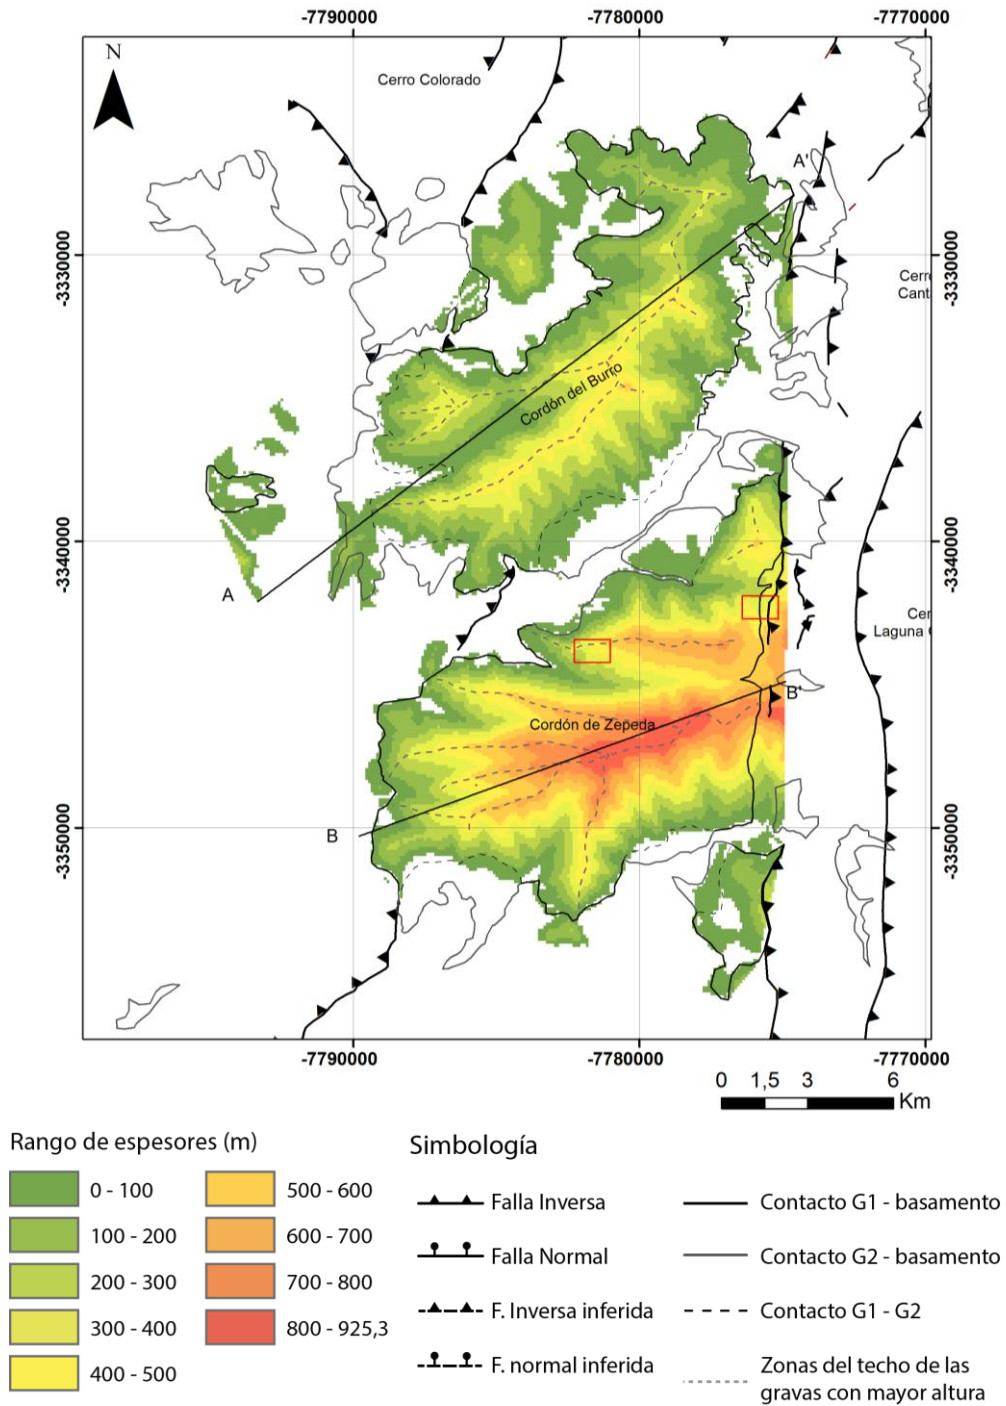 -7790000 -7780000 -7770000
N
Cerro Colorado
A'
-3330000 -3330000
Cerr
Cant
Cordón del Burro
-3340000 -3340000
A
Cer
Laguna
B'
Cordón de Zepeda
B
-3350000 -3350000
-7790000 -7780000 -7770000
0 1,5 3 6
Km
Rango de espesores (m)
0 - 100
100 - 200
200 - 300
300 - 400
400 - 500
500 - 600
600 - 700
700 - 800
800 - 925,3
Simbología
Falla Inversa
Falla Normal
F. Inversa inferida
F. normal inferida
Contacto G1 - basamento
Contacto G2 - basamento
Contacto G1 - G2
Zonas del techo de las
gravas con mayor altura